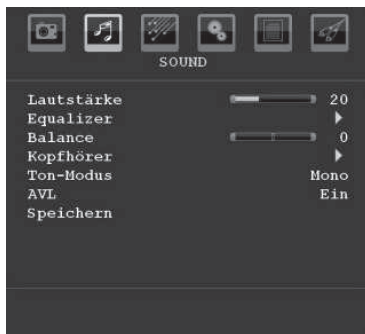 SOUND
Lautstärke 20
Equalizer
Balance 0
Kopfhörer
Ton-Modus Mono
AVL Ein
Speichern